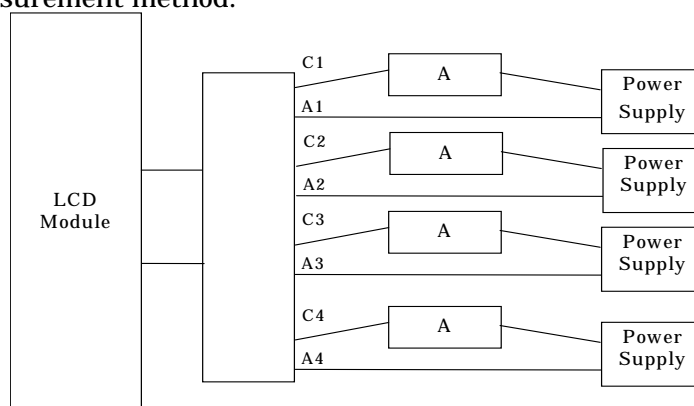 surement method.
C1
A
Power
Supply
A1
C2
A
Power
Supply
A2
LCD
Module
C3
A
Power
Supply
A3
C4
A
Power
Supply
A4